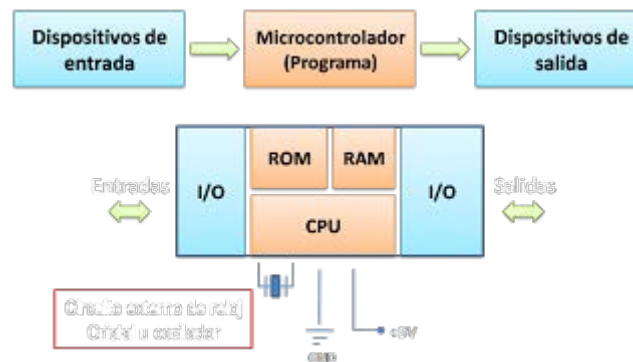 Dispositivos de
entrada
Microcontrolador
(Programa)
Dispositivos de
salida
ROM
RAM
Entradas
I/O
I/O
Salidas
CPU
Circuito externo de reloj
Cristal u oscilador
+5V
GND